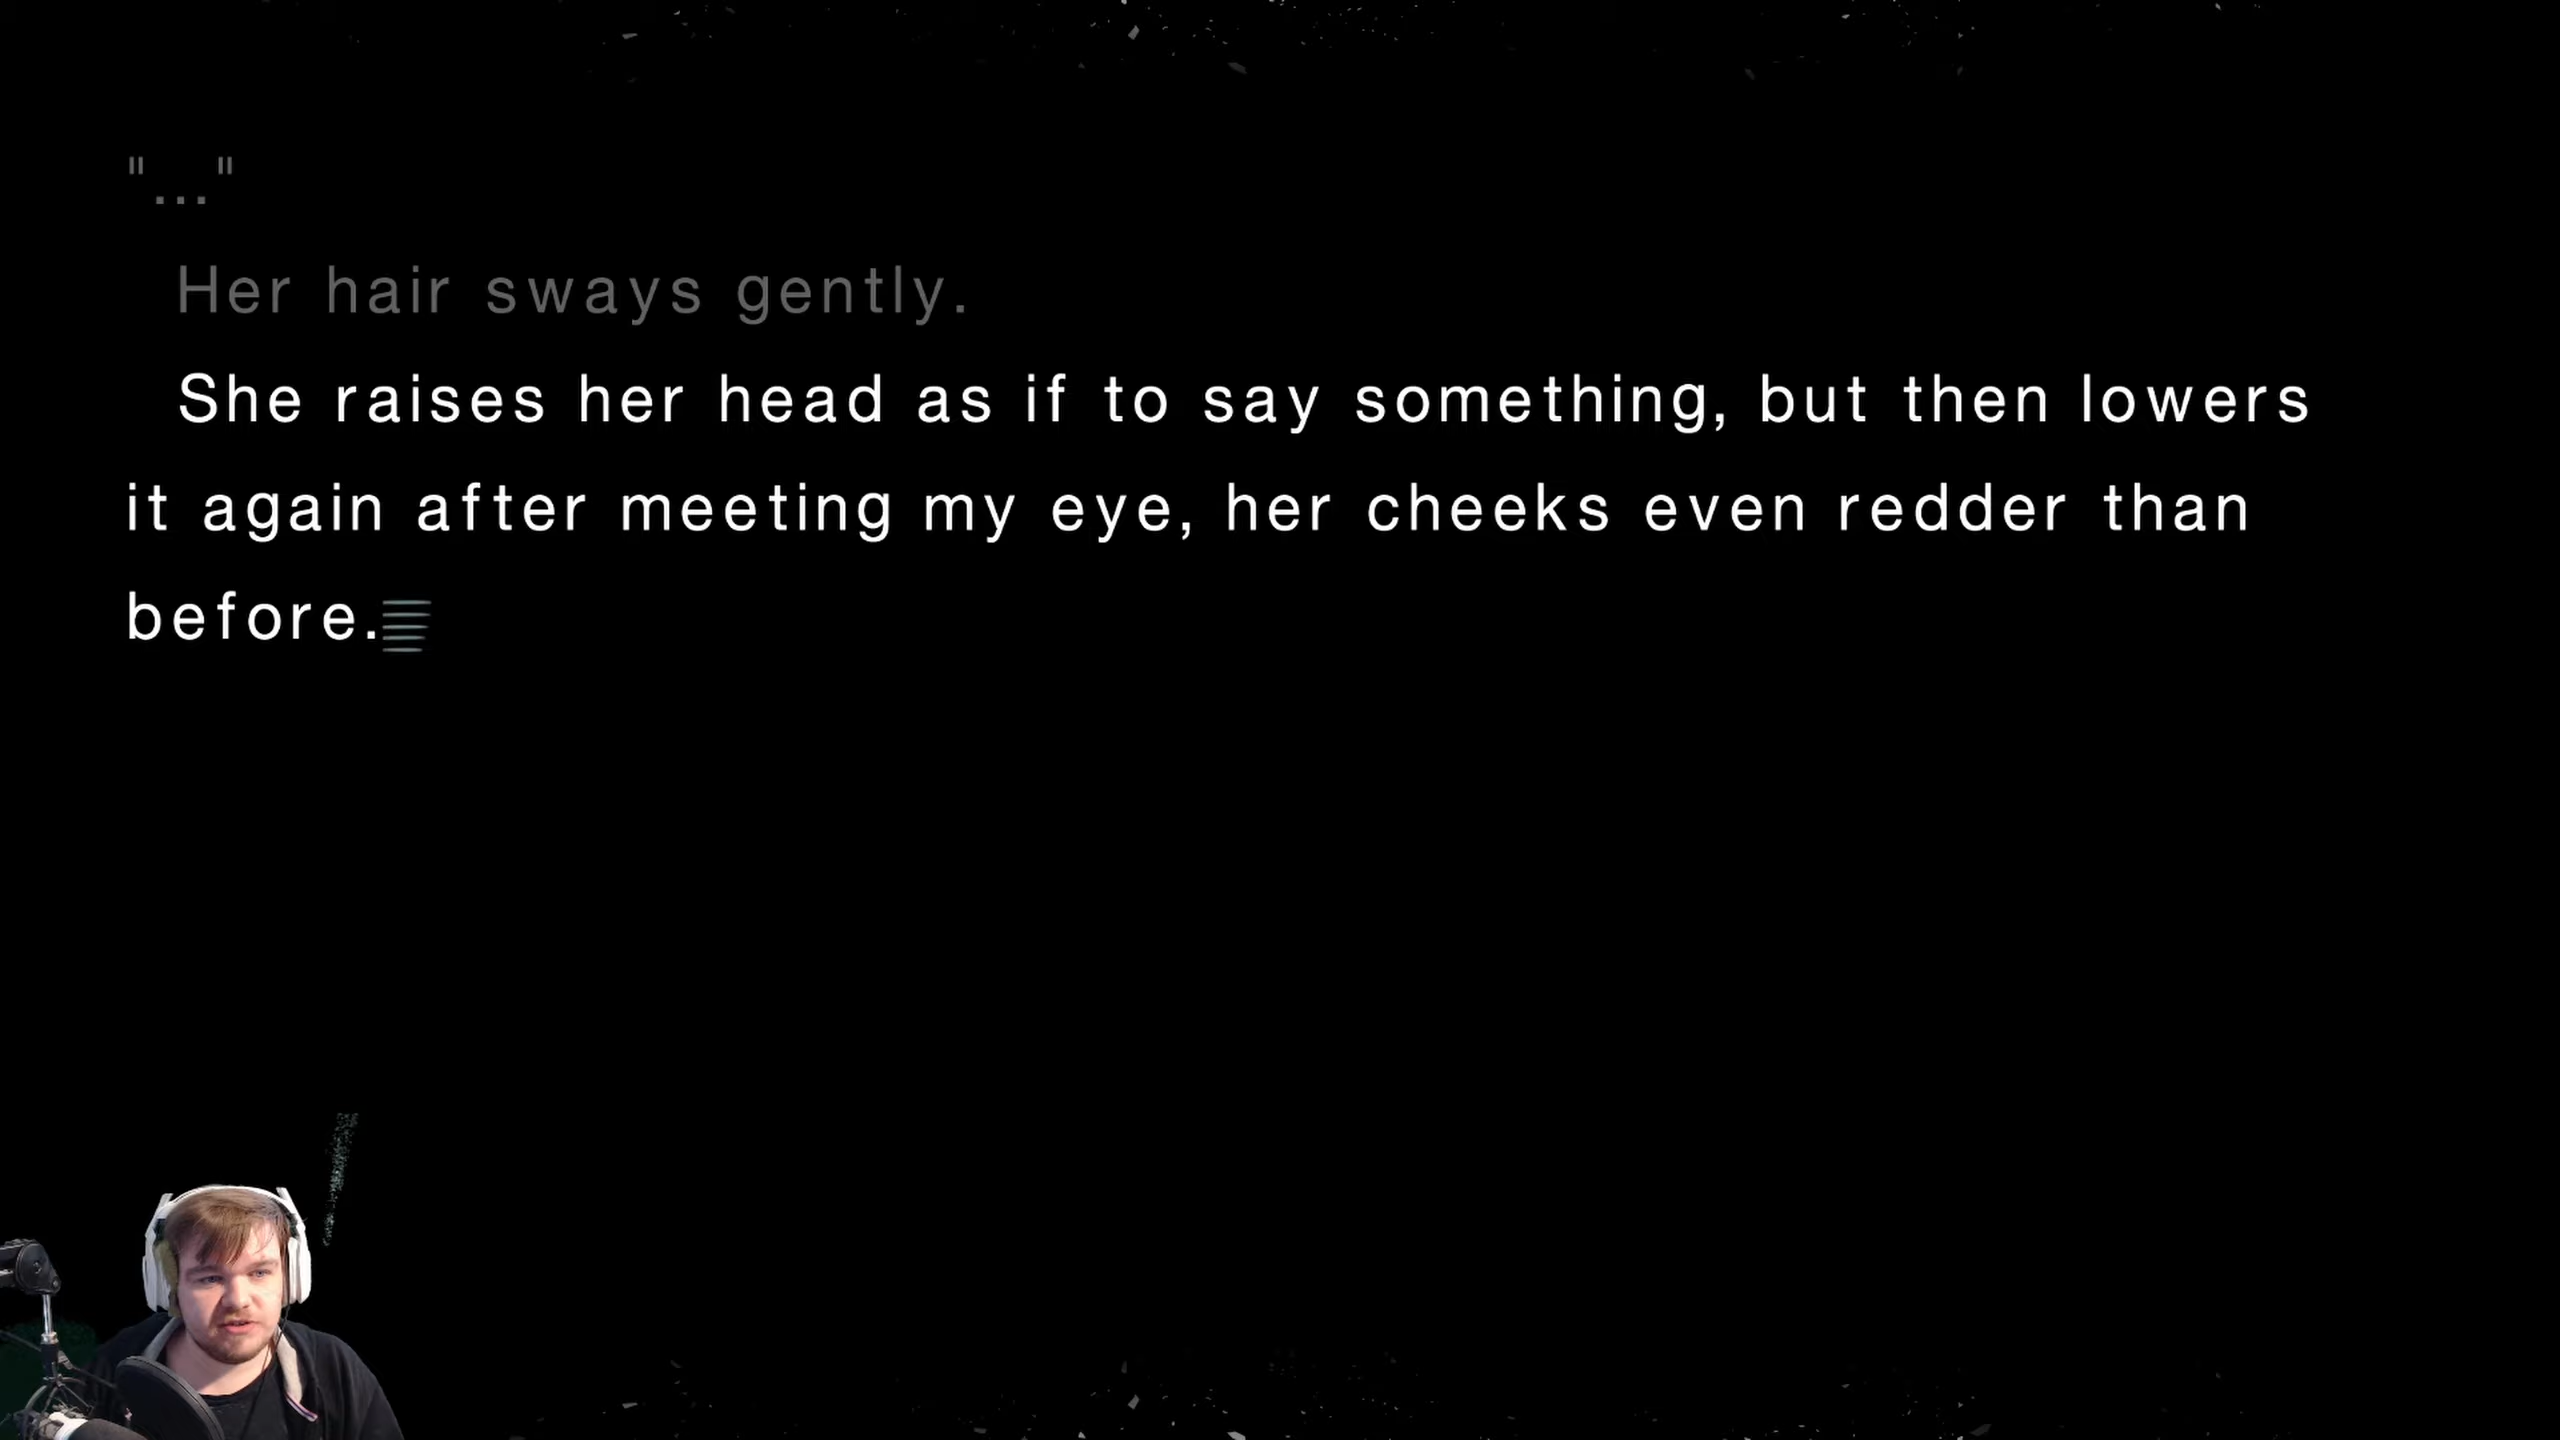 "..."
Her hair sways gently.
She raises her head as if to say something, but then lowers
it again after meeting my eye, her cheeks even redder than
before.